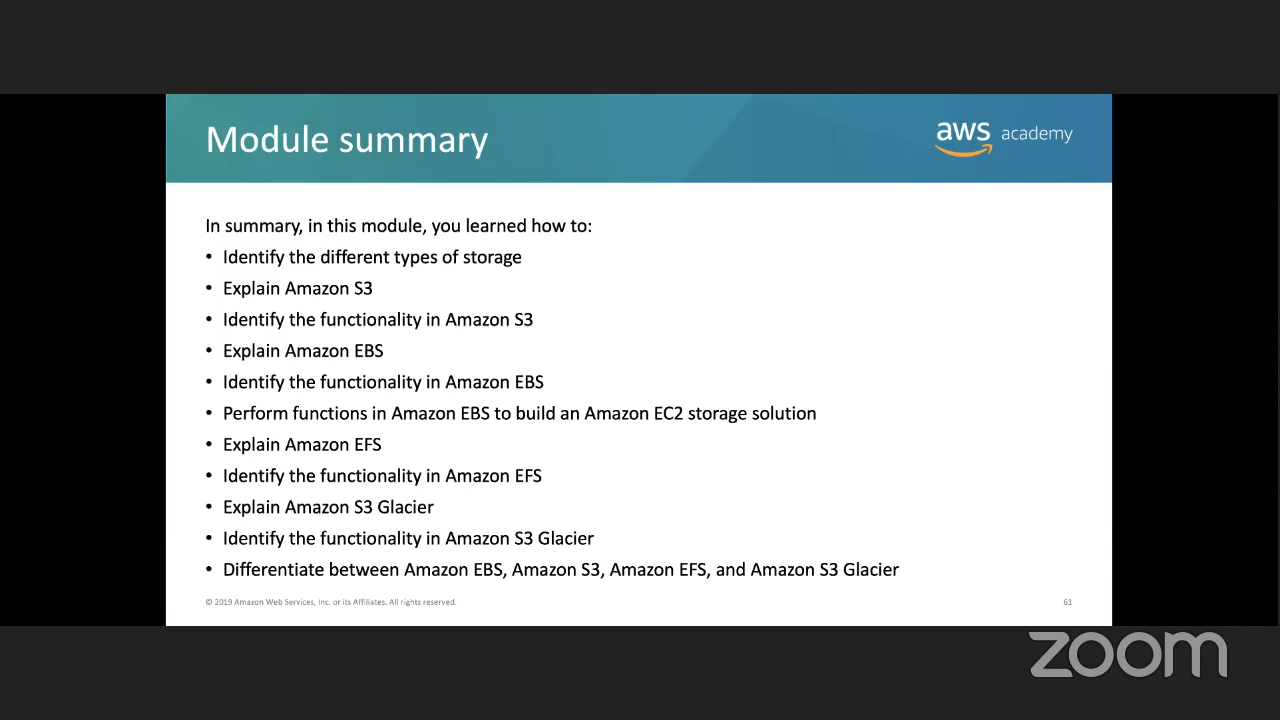 Module summary
aws academy
In summary, in this module, you learned how to:
• Identify the different types of storage
• Explain Amazon S3
• Identify the functionality in Amazon S3
• Explain Amazon EBS
• Identify the functionality in Amazon EBS
• Perform functions in Amazon EBS to build an Amazon EC2 storage solution
• Explain Amazon EFS
• Identify the functionality in Amazon EFS
• Explain Amazon S3 Glacier
• Identify the functionality in Amazon S3 Glacier
• Differentiate between Amazon EBS, Amazon S3, Amazon EFS, and Amazon S3 Glacier
© 2019 Amazon Web Services, Inc. or its Affiliates. All rights reserved.
61
zoom